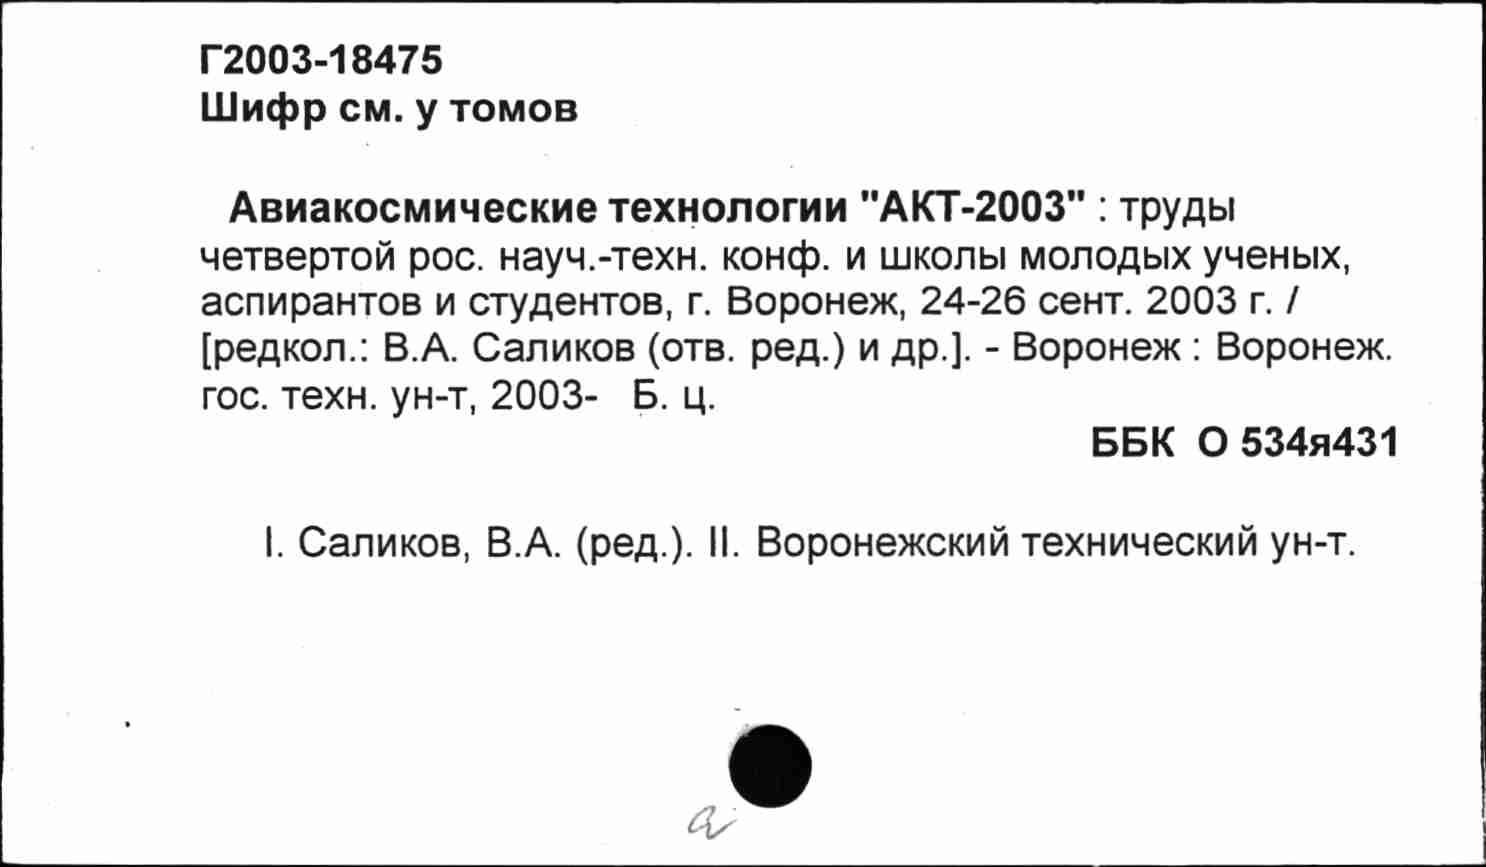 Г2003-18475
Шифр см. у томов
Авиакосмические технологии "АКТ-2003" : труды
четвертой рос. науч.-техн. конф. и школы молодых ученых,
аспирантов и студентов, г. Воронеж, 24-26 сент. 2003 г. /
[редкол.: В.А. Саликов (отв. ред.) и др.]. - Воронеж : Воронеж.
гос. техн. ун-т, 2003- Б. ц.
ББК О 534я431
I. Саликов, В.А. (ред.). II. Воронежский технический ун-т.